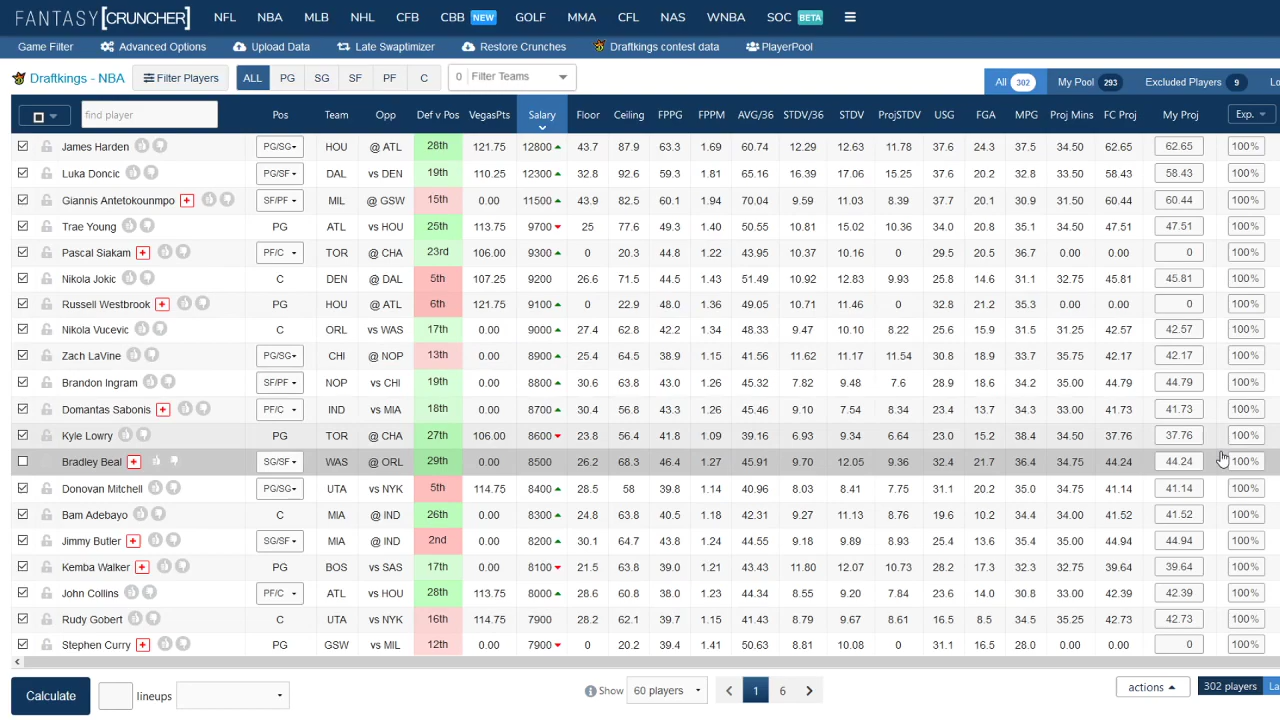 FANTASY[CRUNCHER] NFL NBA MLB NHL CFB CBB NEW GOLF MMA CFL NAS WNBA SOC BETA
Game Filter Advanced Options Upload Data Late Swaptimizer Restore Crunches Draftkings contest data PlayerPool
Draftkings - NBA Filter Players ALL PG SG SF PF C 0 Filter Teams All 302 My Pool 293 Excluded Players 9 Lo
find player Pos Team Opp Def v Pos VegasPts Salary Floor Ceiling FPPG FPPM AVG/36 STDV/36 STDV ProjSTDV USG FGA MPG Proj Mins FC Proj My Proj Exp.
James Harden PG/SG HOU @ ATL 28th 121.75 12800 43.7 87.9 63.3 1.69 60.74 12.29 12.63 11.78 37.6 24.3 37.5 34.50 62.65 62.65 100%
Luka Doncic PG/SF DAL vs DEN 19th 110.25 12300 32.8 92.6 59.3 1.81 65.16 16.39 17.06 15.25 36.6 20.2 32.8 33.50 58.43 58.43 100%
Giannis Antetokounmpo SF/PF MIL @ GSW 15th 0.00 11500 43.9 82.5 60.1 1.94 70.04 9.59 11.03 8.39 37.7 20.1 30.9 31.50 60.44 60.44 100%
Trae Young PG ATL vs HOU 25th 113.75 9700 25 77.6 49.3 1.40 50.55 10.81 15.02 10.36 34.0 20.8 35.1 34.50 47.51 47.51 100%
Pascal Siakam PF/C TOR @ CHA 23rd 106.00 9300 0 20.3 44.8 1.22 43.95 10.37 10.16 0 29.5 20.5 36.7 0.00 0.00 0 100%
Nikola Jokic C DEN @ DAL 5th 107.25 9200 26.6 71.5 44.5 1.43 51.49 10.92 12.83 9.93 25.8 14.6 31.1 32.75 45.81 45.81 100%
Russell Westbrook PG HOU @ ATL 6th 121.75 9100 0 22.9 48.0 1.36 49.05 10.71 11.46 0 32.8 21.2 35.3 0.00 0.00 0 100%
Nikola Vucevic C ORL vs WAS 17th 0.00 9000 27.4 62.8 42.2 1.34 48.33 9.47 10.10 8.22 25.6 15.9 31.5 31.25 42.57 42.57 100%
Zach LaVine PG/SG CHI @ NOP 13th 0.00 8900 25.4 64.5 38.9 1.15 41.56 11.62 11.17 11.54 30.8 18.9 33.7 35.75 42.17 42.17 100%
Brandon Ingram SF/PF NOP vs CHI 19th 0.00 8800 30.6 63.8 43.0 1.26 45.32 7.82 9.48 7.6 28.9 18.6 34.2 35.00 44.79 44.79 100%
Domantas Sabonis PF/C IND vs MIA 18th 0.00 8700 30.4 56.8 43.3 1.26 45.46 9.10 7.54 8.34 23.4 13.7 34.3 33.00 41.73 41.73 100%
Kyle Lowry PG TOR @ CHA 27th 106.00 8600 23.8 56.4 41.8 1.09 39.16 6.93 9.34 6.64 23.0 15.2 38.4 34.50 37.76 37.76 100%
Bradley Beal SG/SF WAS @ ORL 29th 0.00 8500 26.2 68.3 46.4 1.27 45.91 9.70 12.05 9.36 32.4 21.7 36.4 34.75 44.24 44.24 100%
Donovan Mitchell PG/SG UTA vs NYK 5th 114.75 8400 28.5 58 39.8 1.14 40.96 8.03 8.41 7.75 31.1 20.2 35.0 34.75 41.14 41.14 100%
Bam Adebayo C MIA @ IND 26th 0.00 8300 24.8 63.8 40.5 1.18 42.31 9.27 11.13 8.76 19.6 10.2 34.4 34.00 41.52 41.52 100%
Jimmy Butler SG/SF MIA @ IND 2nd 0.00 8200 30.1 64.7 43.8 1.24 44.55 9.18 9.89 8.93 25.4 13.6 35.4 35.00 44.94 44.94 100%
Kemba Walker PG BOS vs SAS 17th 0.00 8100 21.5 63.8 39.0 1.21 43.43 11.80 12.07 10.73 28.2 17.3 32.3 32.75 39.64 39.64 100%
John Collins PF/C ATL vs HOU 28th 113.75 8000 28.6 60.8 38.0 1.23 44.34 8.55 9.20 7.84 23.6 14.0 30.8 33.00 42.39 42.39 100%
Rudy Gobert C UTA vs NYK 16th 114.75 7900 28.2 62.1 39.7 1.15 41.43 8.79 9.67 8.61 16.5 8.5 34.5 35.25 42.73 42.73 100%
Stephen Curry PG GSW vs MIL 12th 0.00 7900 0 20.2 39.4 1.41 50.63 8.81 10.08 0 31.1 16.5 28.0 0.00 0.00 0 100%
Calculate lineups Show 60 players 1 6 actions 302 players La